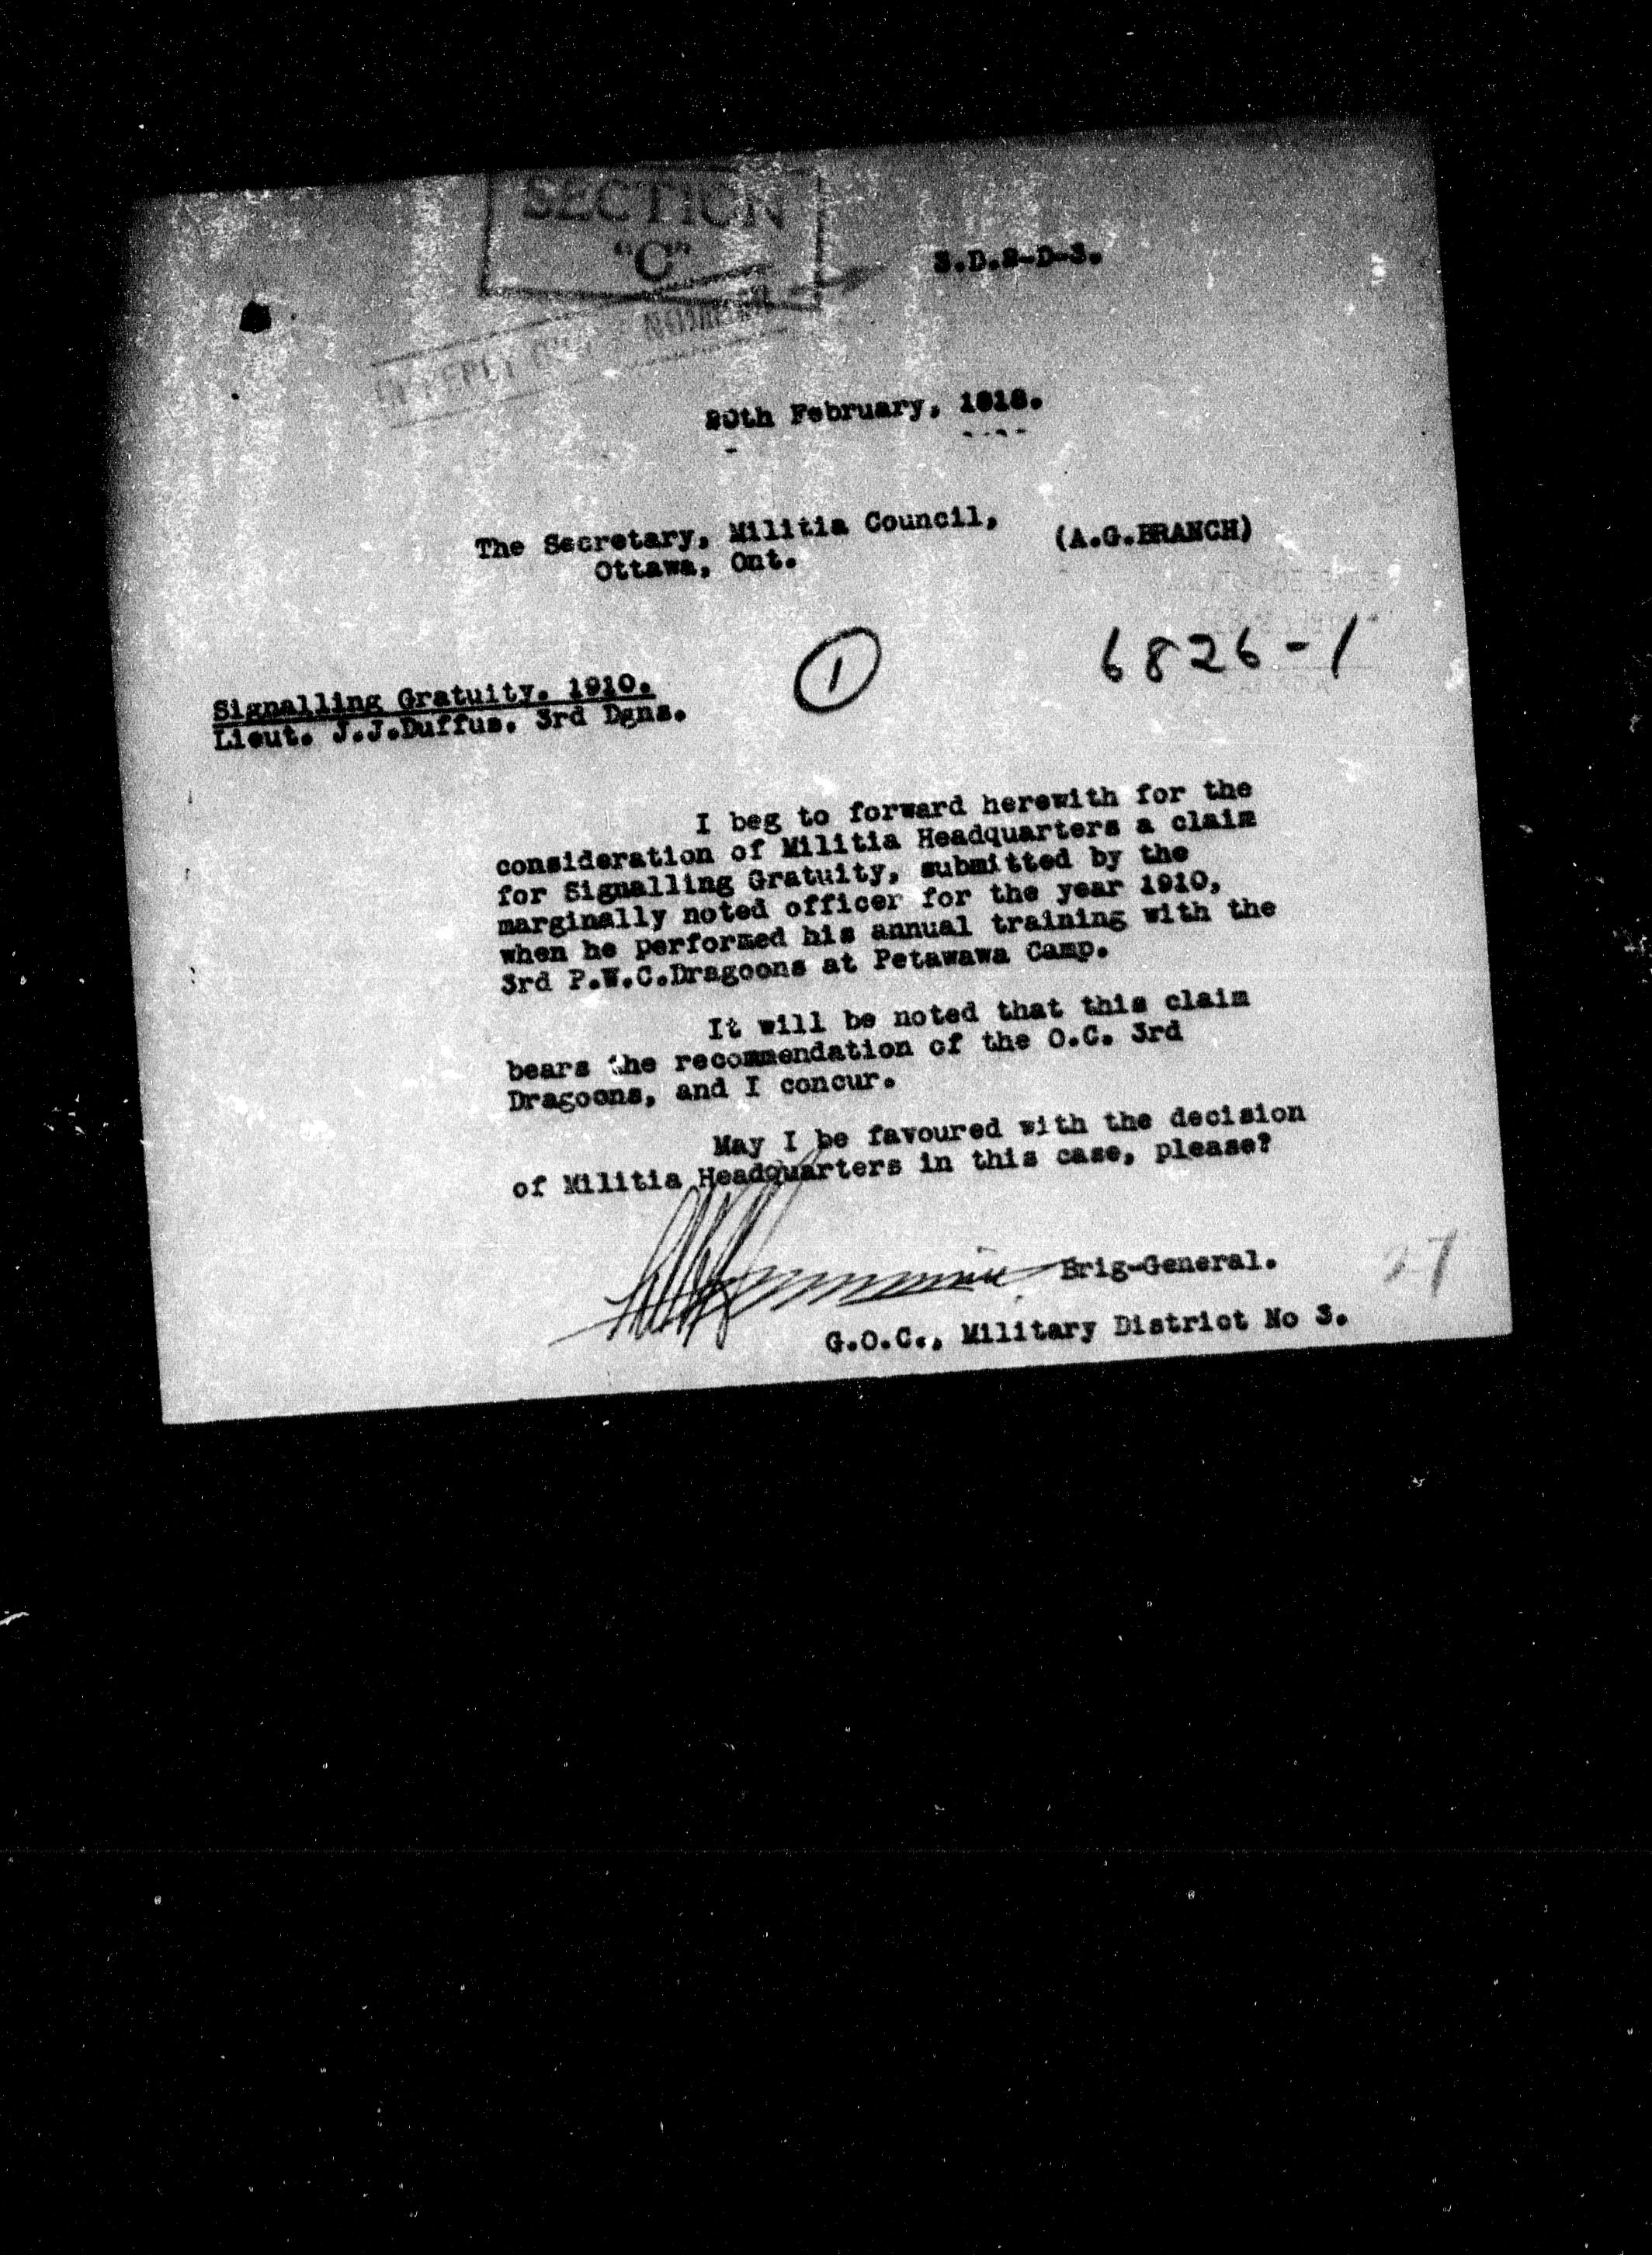 SECTION
"C"
S.D.2-D-3.
20th February, 1918.
The Secretary, Militia Council, (A.G.BRANCH)
Ottawa, Ont.
1
6826-1
Signalling Gratuity. 1910.
Lieut. J.J.Duffus. 3rd Dgns.
I beg to forward herewith for the
consideration of Militia Headquarters a claim
for Signalling Gratuity, submitted by the
marginally noted officer for the year 1910,
when he performed his annual training with the
3rd P.W.C.Dragoons at Petawawa Camp.
It will be noted that this claim
bears the recommendation of the O.C. 3rd
Dragoons, and I concur.
May I be favoured with the decision
of Militia Headquarters in this case, please?
Brig-General.
27
G.O.C., Military District No 3.